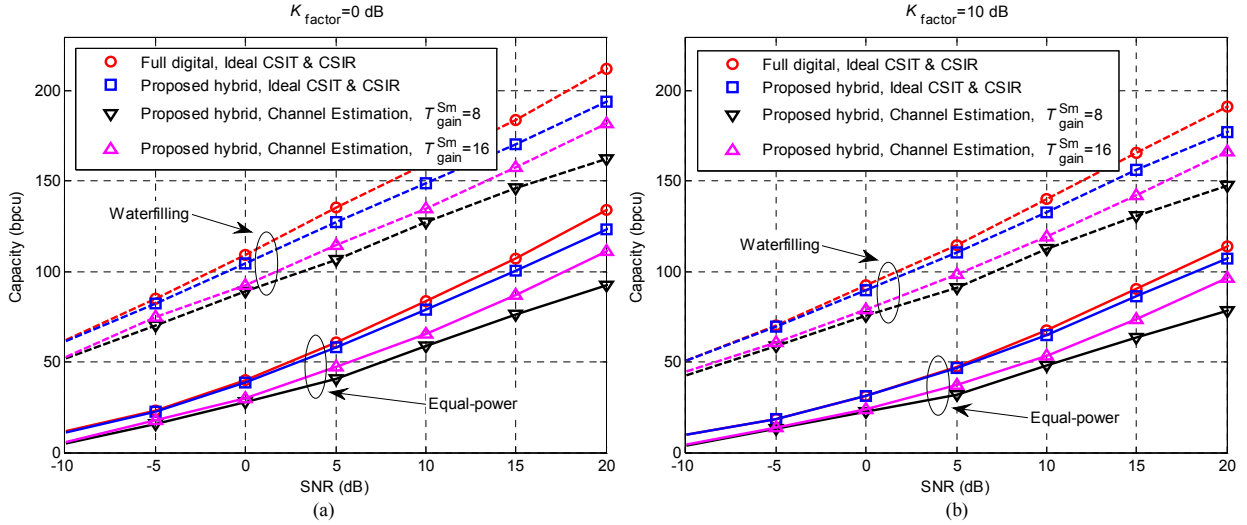 K factor=0 dB
Full digital, Ideal CSIT & CSIR
Proposed hybrid, Ideal CSIT & CSIR
Proposed hybrid, Channel Estimation, T Sm gain=8
Proposed hybrid, Channel Estimation, T Sm gain=16
Waterfilling
Equal-power
Capacity (bpcu)
200
150
100
50
0
-10 -5 0 5 10 15 20
SNR (dB)
(a)
K factor=10 dB
Full digital, Ideal CSIT & CSIR
Proposed hybrid, Ideal CSIT & CSIR
Proposed hybrid, Channel Estimation, T Sm gain=8
Proposed hybrid, Channel Estimation, T Sm gain=16
Waterfilling
Equal-power
Capacity (bpcu)
200
150
100
50
0
-10 -5 0 5 10 15 20
SNR (dB)
(b)